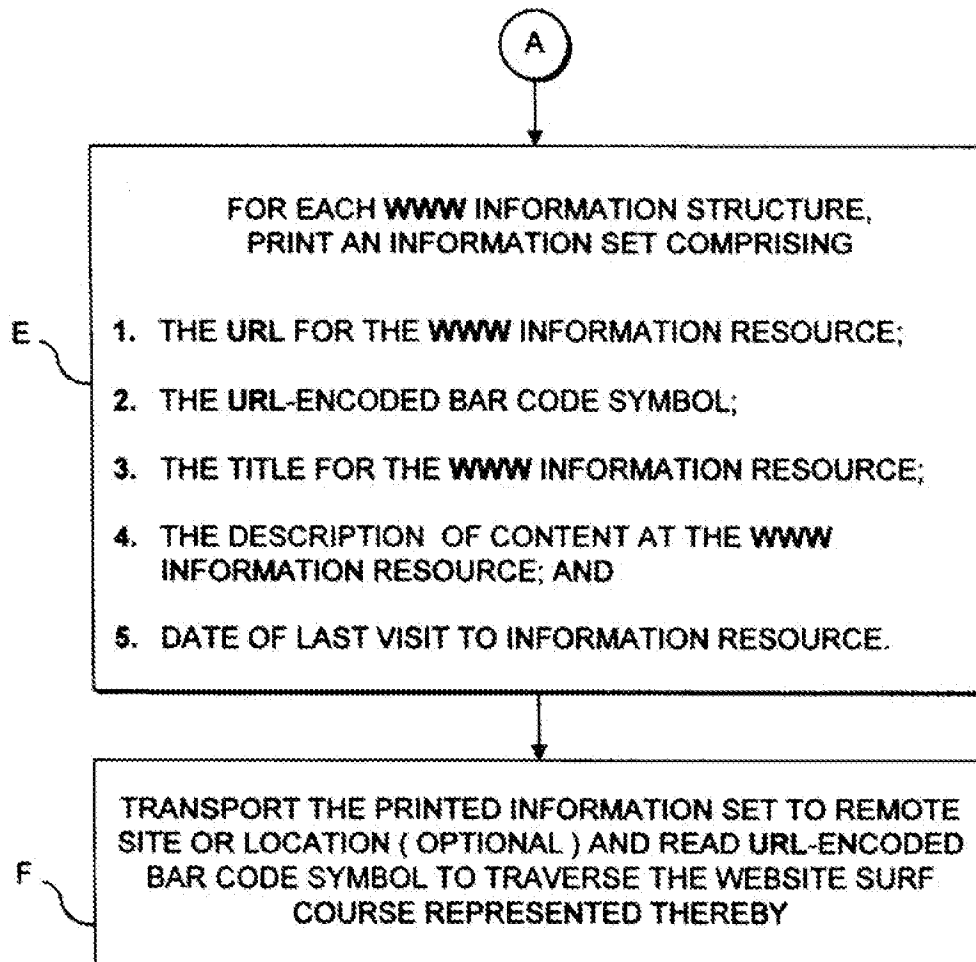 A
FOR EACH WWW INFORMATION STRUCTURE,
PRINT AN INFORMATION SET COMPRISING
E
1. THE URL FOR THE WWW INFORMATION RESOURCE;
2. THE URL-ENCODED BAR CODE SYMBOL;
3. THE TITLE FOR THE WWW INFORMATION RESOURCE;
4. THE DESCRIPTION OF CONTENT AT THE WWW
INFORMATION RESOURCE; AND
5. DATE OF LAST VISIT TO INFORMATION RESOURCE.
TRANSPORT THE PRINTED INFORMATION SET TO REMOTE
SITE OR LOCATION ( OPTIONAL ) AND READ URL-ENCODED
F
BAR CODE SYMBOL TO TRAVERSE THE WEBSITE SURF
COURSE REPRESENTED THEREBY